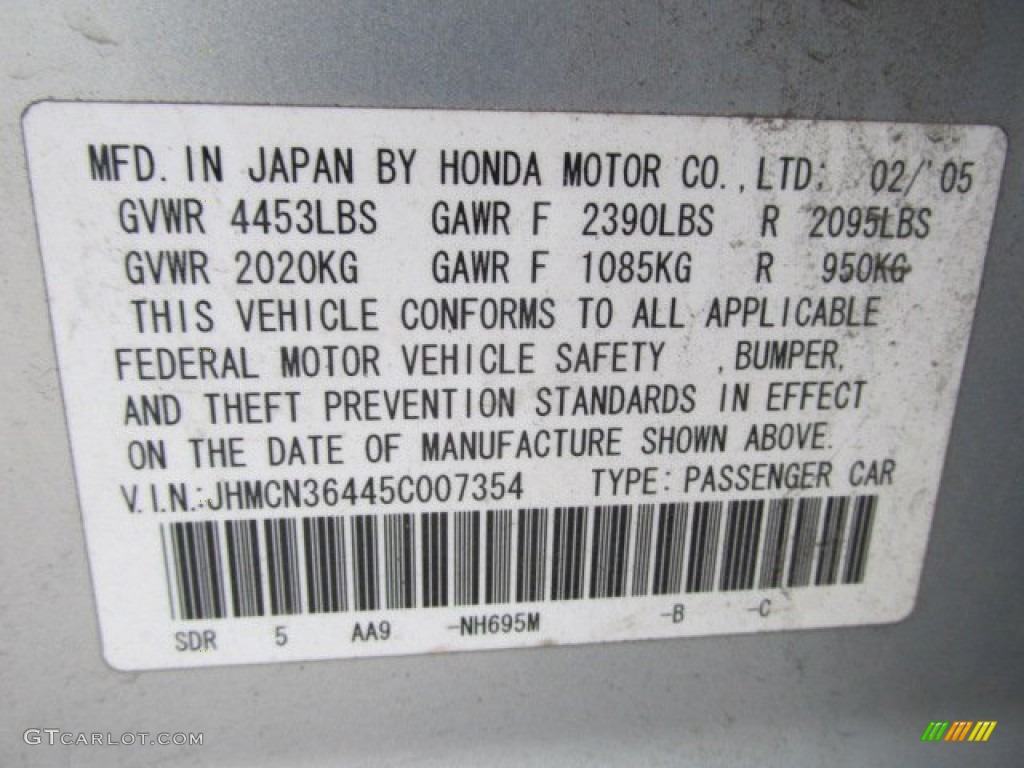 MFD. IN JAPAN BY HONDA MOTOR CO., LTD: 02/'05
GVWR 4453LBS GAWR F 2390LBS R 2095LBS
GVWR 2020KG GAWR F 1085KG R 950KG
THIS VEHICLE CONFORMS TO ALL APPLICABLE
FEDERAL MOTOR VEHICLE SAFETY , BUMPER,
AND THEFT PREVENTION STANDARDS IN EFFECT
ON THE DATE OF MANUFACTURE SHOWN ABOVE.
V.I.N.:JHMCN36445C007354 TYPE: PASSENGER CAR
SDR 5 AA9 -NH695M -B -C
GTCARLOT.COM